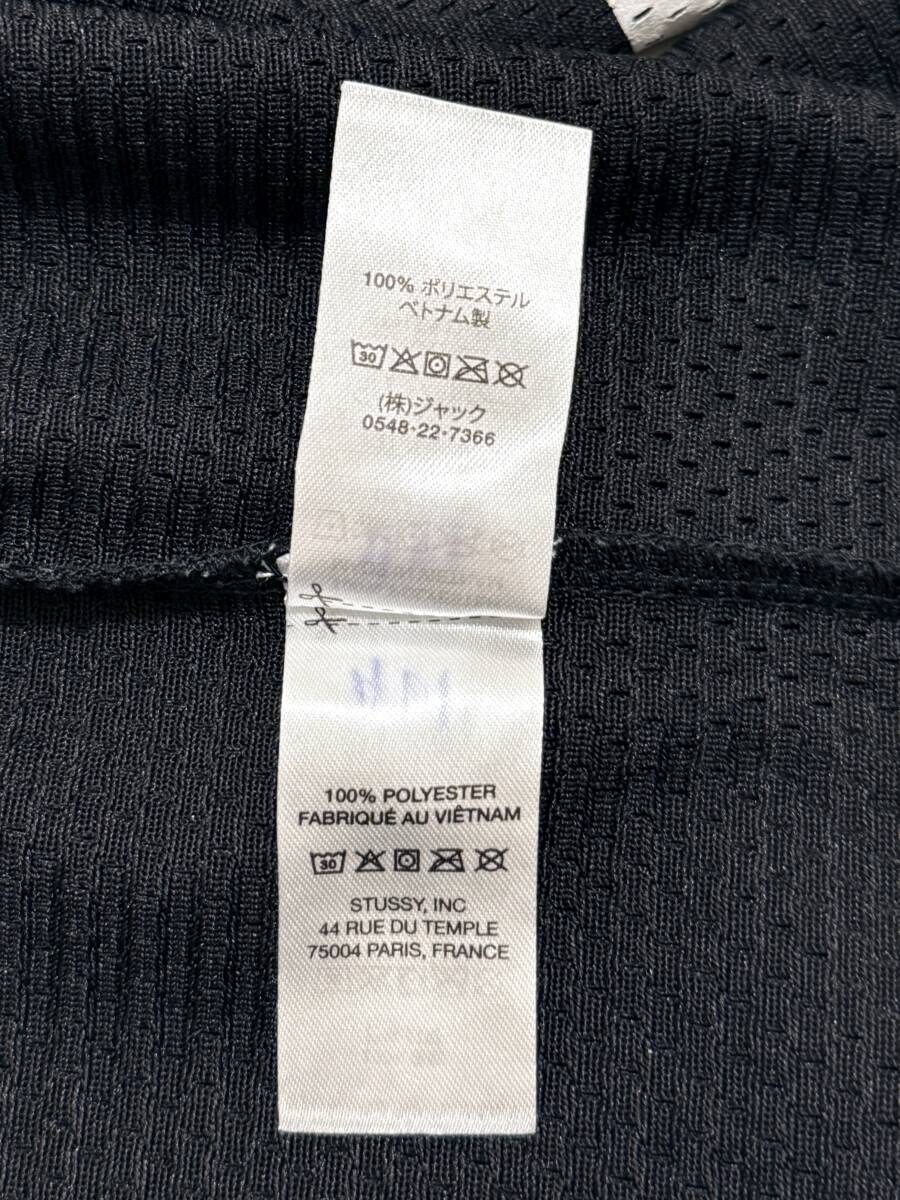 100% ポリエステル
ベトナム製
30
(株)ジャック
0548・22・7366
100% POLYESTER
FABRIQUÉ AU VIÊTNAM
30
STUSSY, INC
44 RUE DU TEMPLE
75004 PARIS, FRANCE